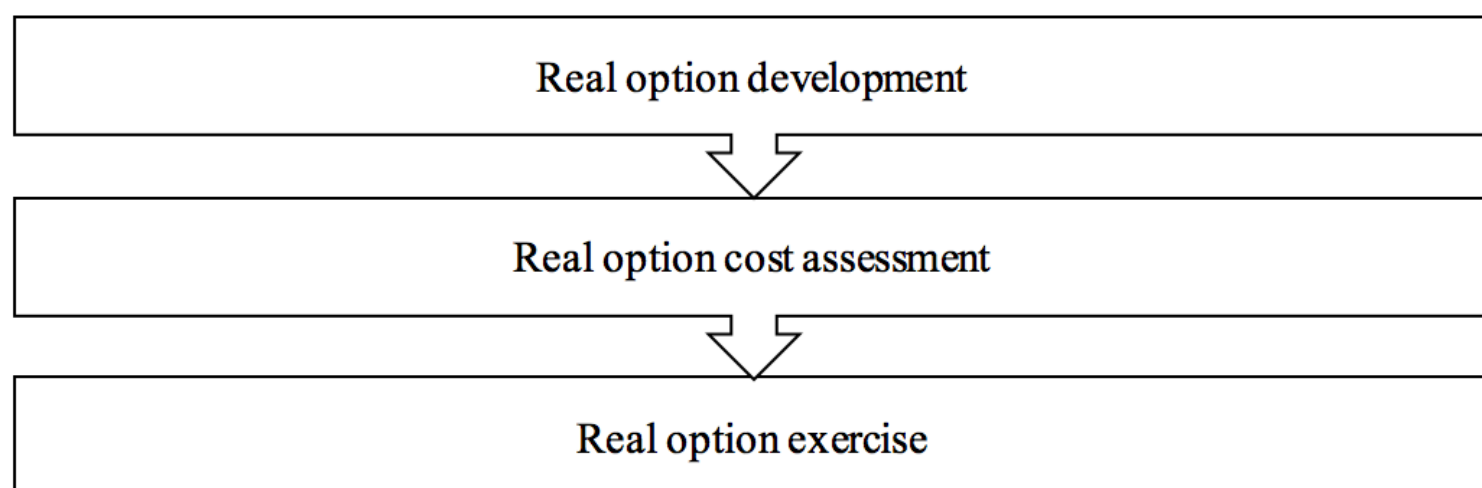 Real option development
Real option cost assessment
Real option exercise